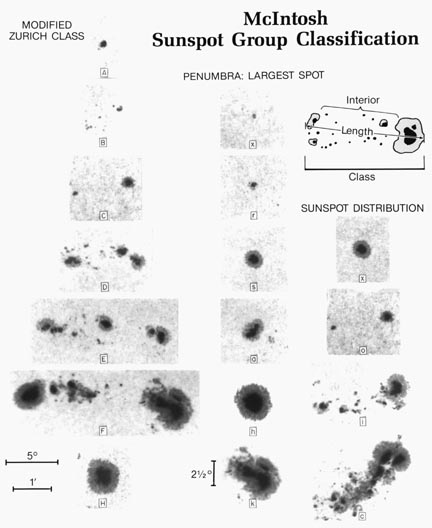 McIntosh
Sunspot Group Classification
MODIFIED
ZURICH CLASS
A
B
C
D
E
F
5°
1'
H
PENUMBRA: LARGEST SPOT
x
r
s
a
h
2½°
k
Interior
Length
Class
SUNSPOT DISTRIBUTION
x
o
i
c